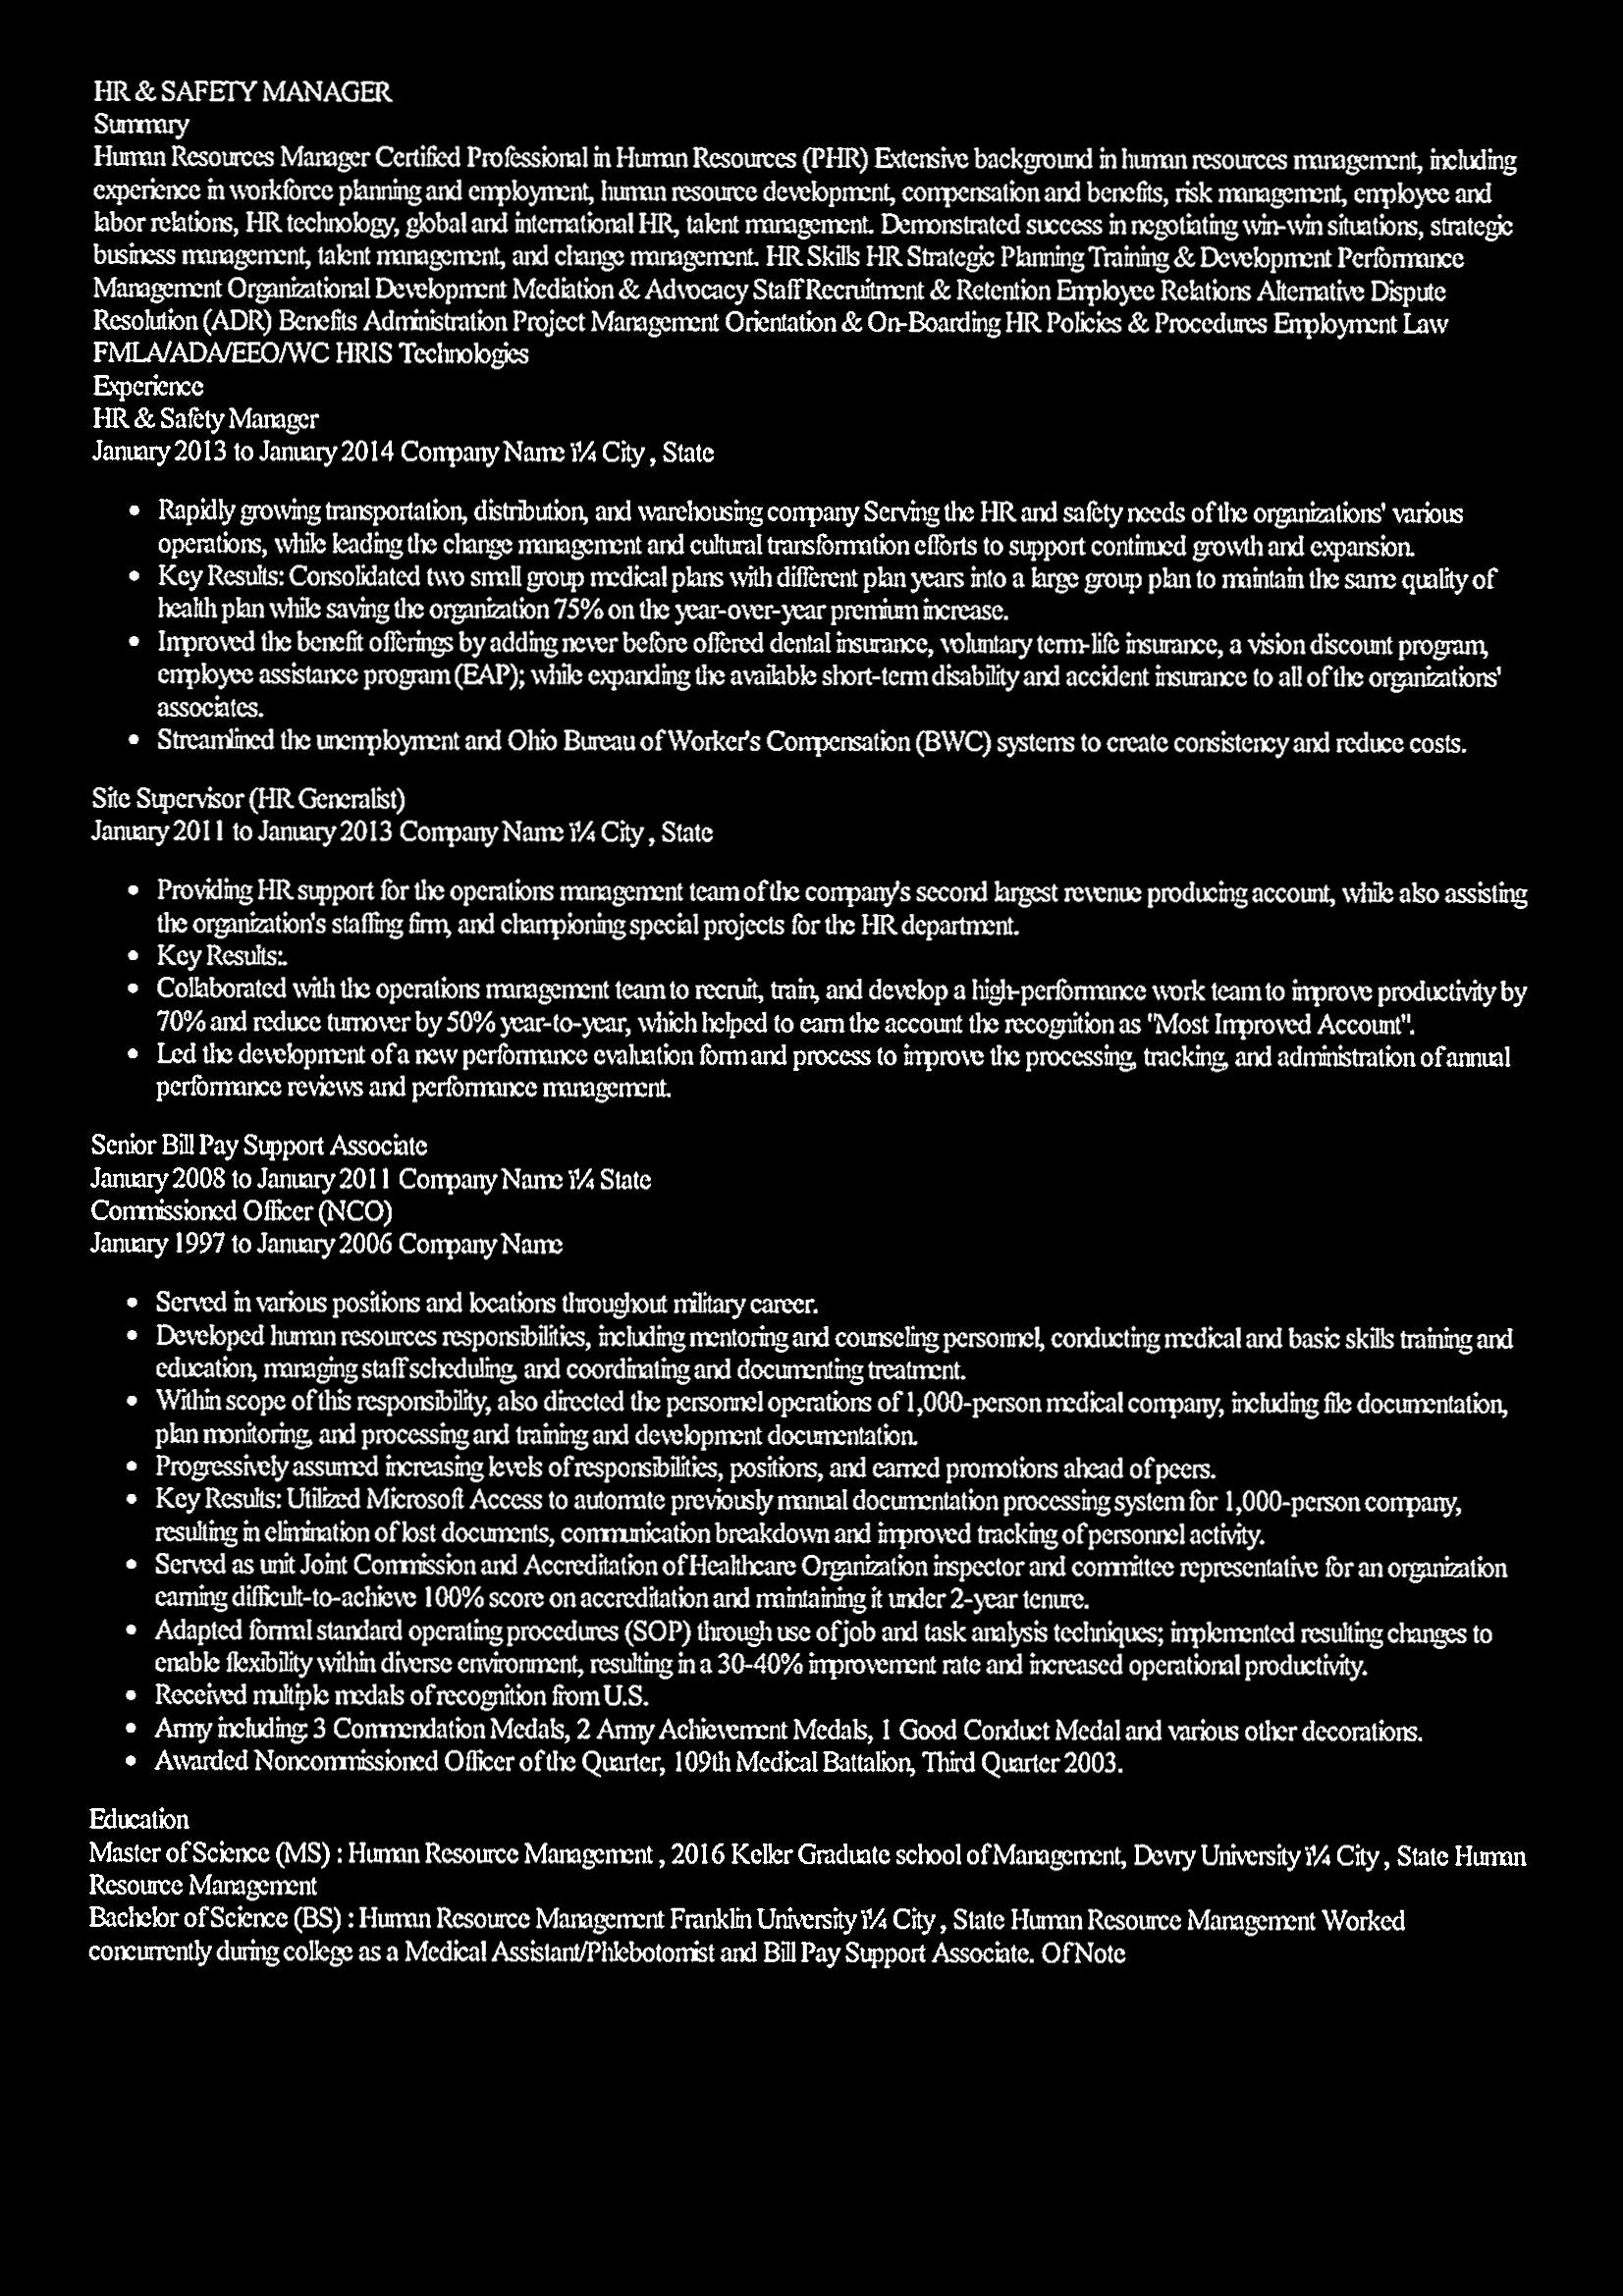 HR & SAFETY MANAGER
Summary
Human Resources Manager Certified Professional in Human Resources (PHR) Extensive background in human resources management, including
experience in workforce planning and employment, human resource development, compensation and benefits, risk management, employee and
labor relations, HR technology, global and international HR, talent management. Demonstrated success in negotiating win-win situations, strategic
business management, talent management, and change management. HR Skills HR Strategic Planning Training & Development Performance
Management Organizational Development Mediation & Advocacy Staff Recruitment & Retention Employee Relations Alternative Dispute
Resolution (ADR) Benefits Administration Project Management Orientation & On-Boarding HR Policies & Procedures Employment Law
FMLA/ADA/EEO/WC HRIS Technologies
Experience
HR & Safety Manager
January 2013 to January 2014 Company Name ï¼ City , State
• Rapidly growing transportation, distribution, and warehousing company Serving the HR and safety needs of the organizations' various
operations, while leading the change management and cultural transformation efforts to support continued growth and expansion.
• Key Results: Consolidated two small group medical plans with different plan years into a large group plan to maintain the same quality of
health plan while saving the organization 75% on the year-over-year premium increase.
• Improved the benefit offerings by adding never before offered dental insurance, voluntary term-life insurance, a vision discount program,
employee assistance program (EAP); while expanding the available short-term disability and accident insurance to all of the organizations'
associates.
• Streamlined the unemployment and Ohio Bureau of Worker's Compensation (BWC) systems to create consistency and reduce costs.
Site Supervisor (HR Generalist)
January 2011 to January 2013 Company Name ï¼ City , State
• Providing HR support for the operations management team of the company's second largest revenue producing account, while also assisting
the organization's staffing firm, and championing special projects for the HR department.
• Key Results:.
• Collaborated with the operations management team to recruit, train, and develop a high-performance work team to improve productivity by
70% and reduce turnover by 50% year-to-year, which helped to earn the account the recognition as "Most Improved Account".
• Led the development of a new performance evaluation form and process to improve the processing, tracking, and administration of annual
performance reviews and performance management.
Senior Bill Pay Support Associate
January 2008 to January 2011 Company Name ï¼ State
Commissioned Officer (NCO)
January 1997 to January 2006 Company Name
• Served in various positions and locations throughout military career.
• Developed human resources responsibilities, including mentoring and counseling personnel, conducting medical and basic skills training and
education, managing staff scheduling, and coordinating and documenting treatment.
• Within scope of this responsibility, also directed the personnel operations of 1,000-person medical company, including file documentation,
plan monitoring, and processing and training and development documentation.
• Progressively assumed increasing levels of responsibilities, positions, and earned promotions ahead of peers.
• Key Results: Utilized Microsoft Access to automate previously manual documentation processing system for 1,000-person company,
resulting in elimination of lost documents, communication breakdown and improved tracking of personnel activity.
• Served as unit Joint Commission and Accreditation of Healthcare Organization inspector and committee representative for an organization
earning difficult-to-achieve 100% score on accreditation and maintaining it under 2-year tenure.
• Adapted formal standard operating procedures (SOP) through use of job and task analysis techniques; implemented resulting changes to
enable flexibility within diverse environment, resulting in a 30-40% improvement rate and increased operational productivity.
• Received multiple medals of recognition from U.S.
• Army including; 3 Commendation Medals, 2 Army Achievement Medals, 1 Good Conduct Medal and various other decorations.
• Awarded Noncommissioned Officer of the Quarter, 109th Medical Battalion, Third Quarter 2003.
Education
Master of Science (MS) : Human Resource Management , 2016 Keller Graduate school of Management, Devry University ï¼ City , State Human
Resource Management
Bachelor of Science (BS) : Human Resource Management Franklin University ï¼ City , State Human Resource Management Worked
concurrently during college as a Medical Assistant/Phlebotomist and Bill Pay Support Associate. Of Note